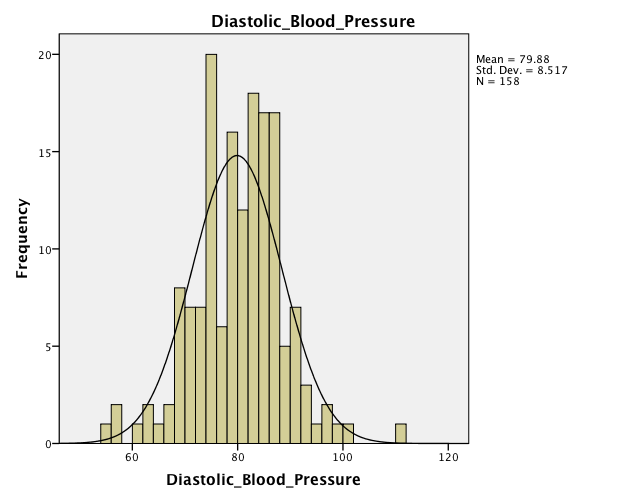 Diastolic_Blood_Pressure
Mean = 79.88
Std. Dev. = 8.517
N = 158
Frequency
20
15
10
5
0
60 80 100 120
Diastolic_Blood_Pressure